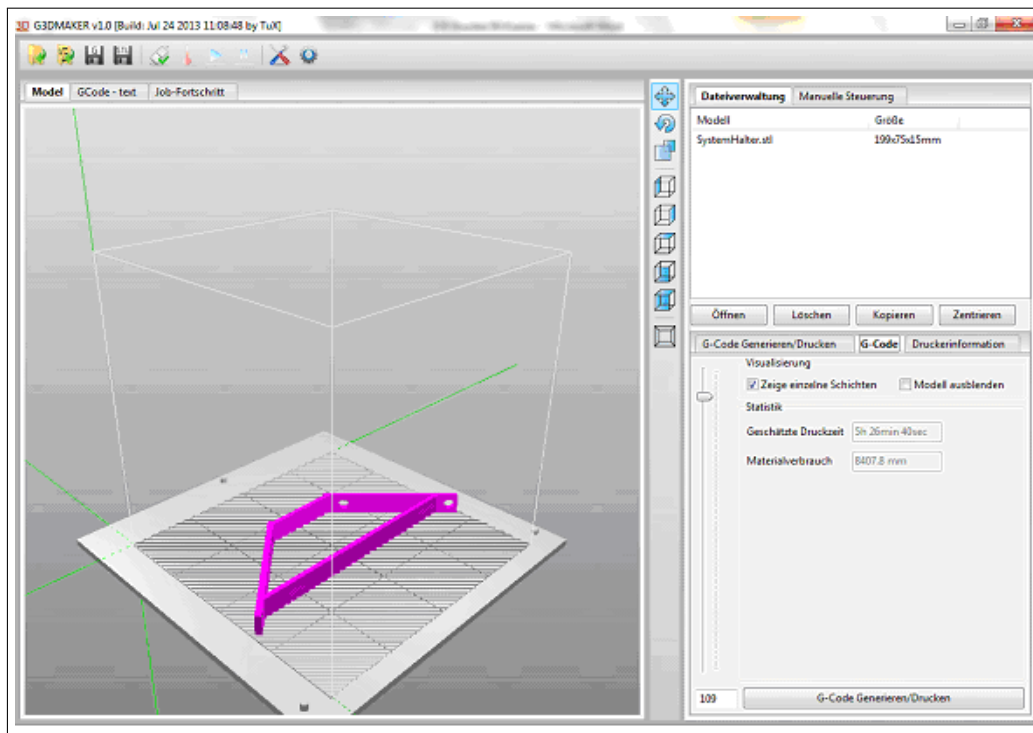 G3DMAKER v1.0 [Build: Jul 24 2013 11:08:48 by TuX]
Model GCode - text Job-Fortschritt
Dateiverwaltung Manuelle Steuerung
Modell Größe
SystemHalter.stl 199x75x15mm
Öffnen Löschen Kopieren Zentrieren
G-Code Generieren/Drucken G-Code Druckerinformation
Visualisierung
Zeige einzelne Schichten Modell ausblenden
Statistik
Geschätzte Druckzeit 5h 26min 40sec
Materialverbrauch 8407.8 mm
109 G-Code Generieren/Drucken